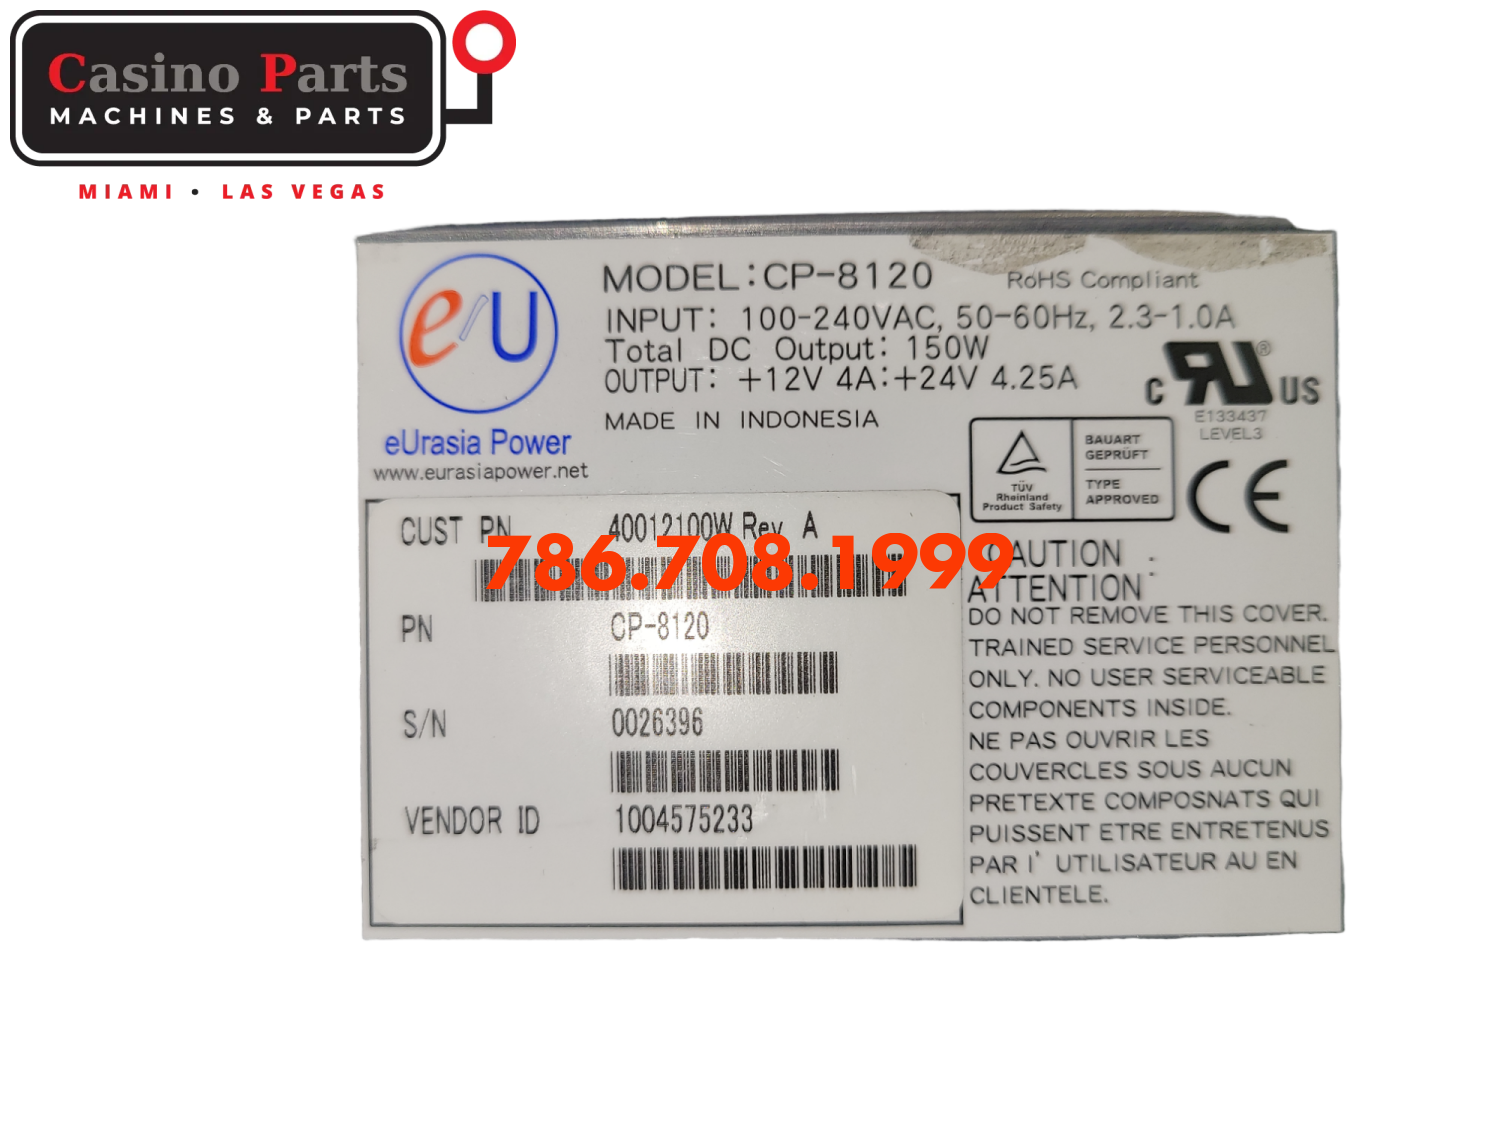 Casino Parts
MACHINES & PARTS
MIAMI • LAS VEGAS
e/U
eUrasia Power
www.eurasiapower.net
MODEL:CP-8120
RoHS Compliant
INPUT: 100-240VAC, 50-60Hz, 2.3-1.0A
Total DC Output: 150W
OUTPUT: +12V 4A:+24V 4.25A
MADE IN INDONESIA
C RU ® US
E133437
LEVEL3
TÜV
Rheinland
Product Safety
BAUART
GEPRÜFT
TYPE
APPROVED
CE
CUST PN 40012100W Rev A
786.708.1999
PN CP-8120
S/N 0026396
VENDOR ID 1004575233
CAUTION :
ATTENTION
DO NOT REMOVE THIS COVER.
TRAINED SERVICE PERSONNEL
ONLY. NO USER SERVICEABLE
COMPONENTS INSIDE.
NE PAS OUVRIR LES
COUVERCLES SOUS AUCUN
PRETEXTE COMPOSNATS QUI
PUISSENT ETRE ENTRETENUS
PAR l' UTILISATEUR AU EN
CLIENTELE.